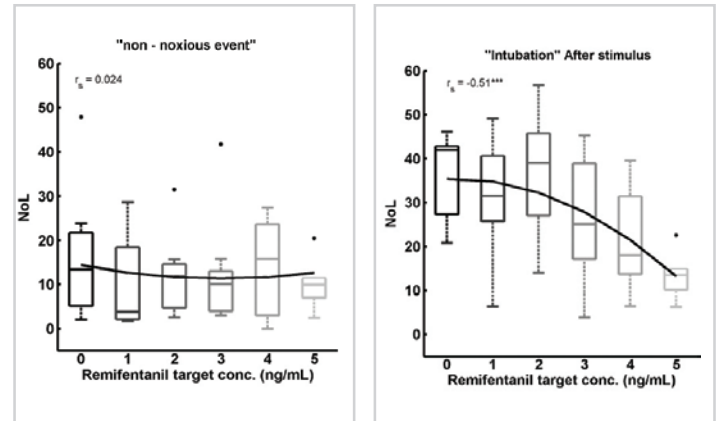 "non - noxious event"
r_s = 0.024
60
50
40
30
20
10
0
NoL
0 1 2 3 4 5
Remifentanil target conc. (ng/mL)
"Intubation" After stimulus
r_s = -0.51***
60
50
40
30
20
10
0
NoL
0 1 2 3 4 5
Remifentanil target conc. (ng/mL)